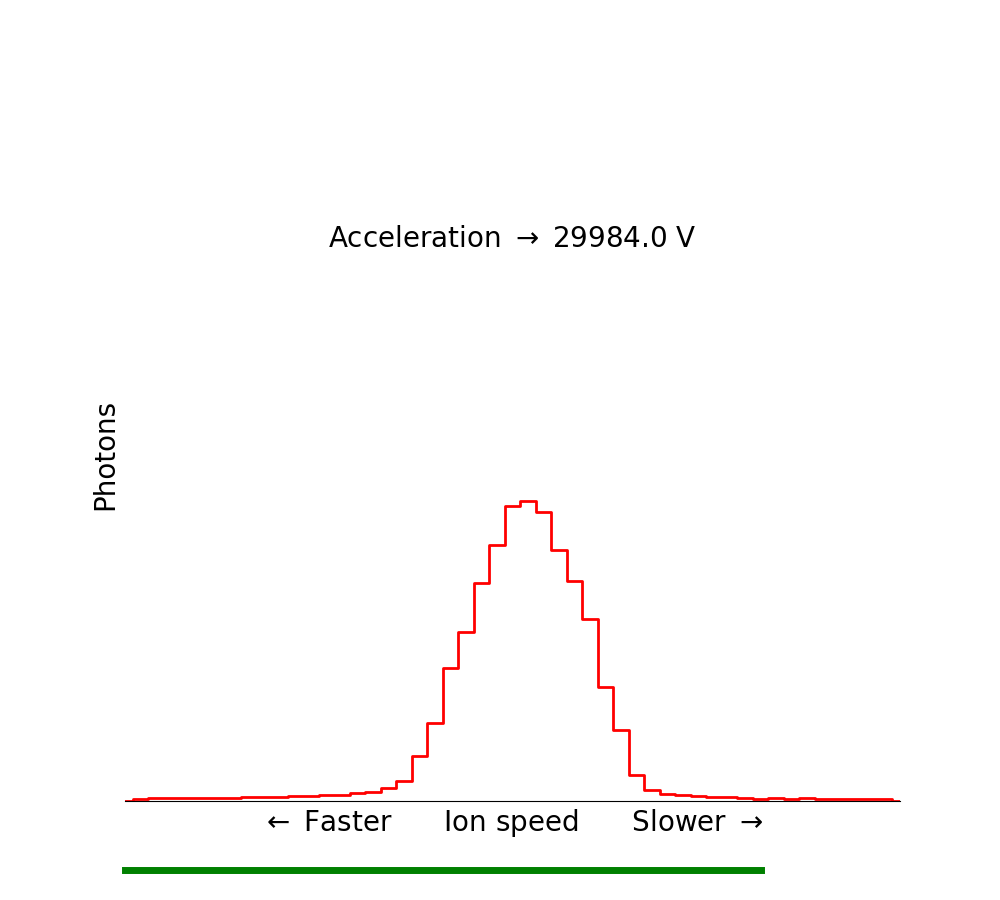 Acceleration → 29984.0 V
Photons
← Faster Ion speed Slower →